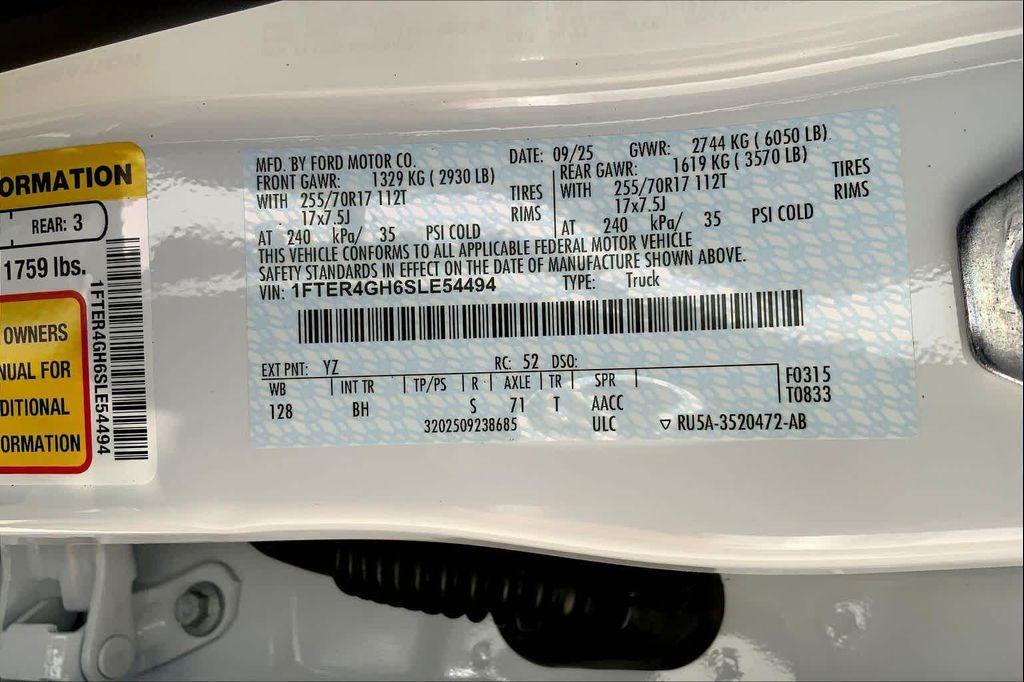 ORMATION
REAR: 3
1759 lbs.
OWNERS
NUAL FOR
DITIONAL
ORMATION
1FTER4GH6SLE54494
MFD. BY FORD MOTOR CO. DATE: 09/25 GVWR: 2744 KG ( 6050 LB)
FRONT GAWR: 1329 KG ( 2930 LB) REAR GAWR: 1619 KG ( 3570 LB)
WITH 255/70R17 112T TIRES WITH 255/70R17 112T TIRES
17x7.5J RIMS 17x7.5J RIMS
AT 240 kPa/ 35 PSI COLD AT 240 kPa/ 35 PSI COLD
THIS VEHICLE CONFORMS TO ALL APPLICABLE FEDERAL MOTOR VEHICLE
SAFETY STANDARDS IN EFFECT ON THE DATE OF MANUFACTURE SHOWN ABOVE.
VIN: 1FTER4GH6SLE54494 TYPE: Truck
EXT PNT: YZ RC: 52 DSO:
WB INT TR TP/PS R AXLE TR SPR F0315
128 BH S 71 T AACC T0833
3202509238685 ULC ▽ RU5A-3520472-AB